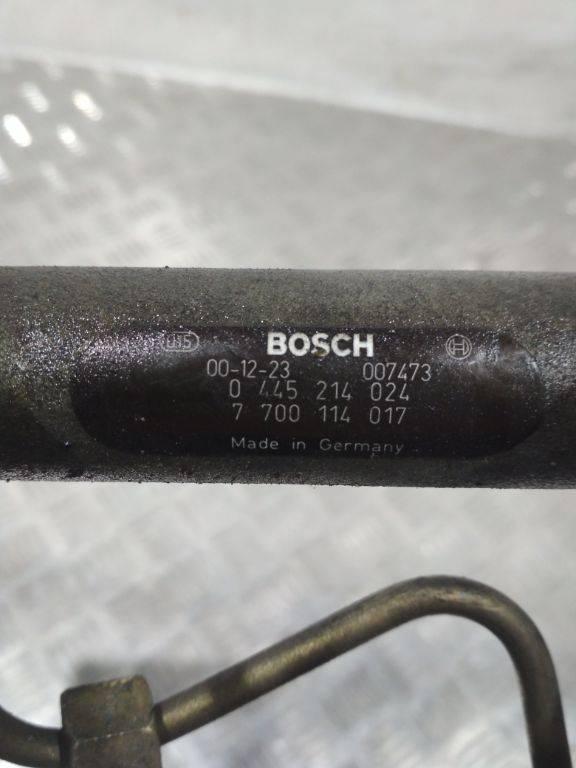 BOSCH
00-12-23 007473
0 445 214 024
7 700 114 017
Made in Germany